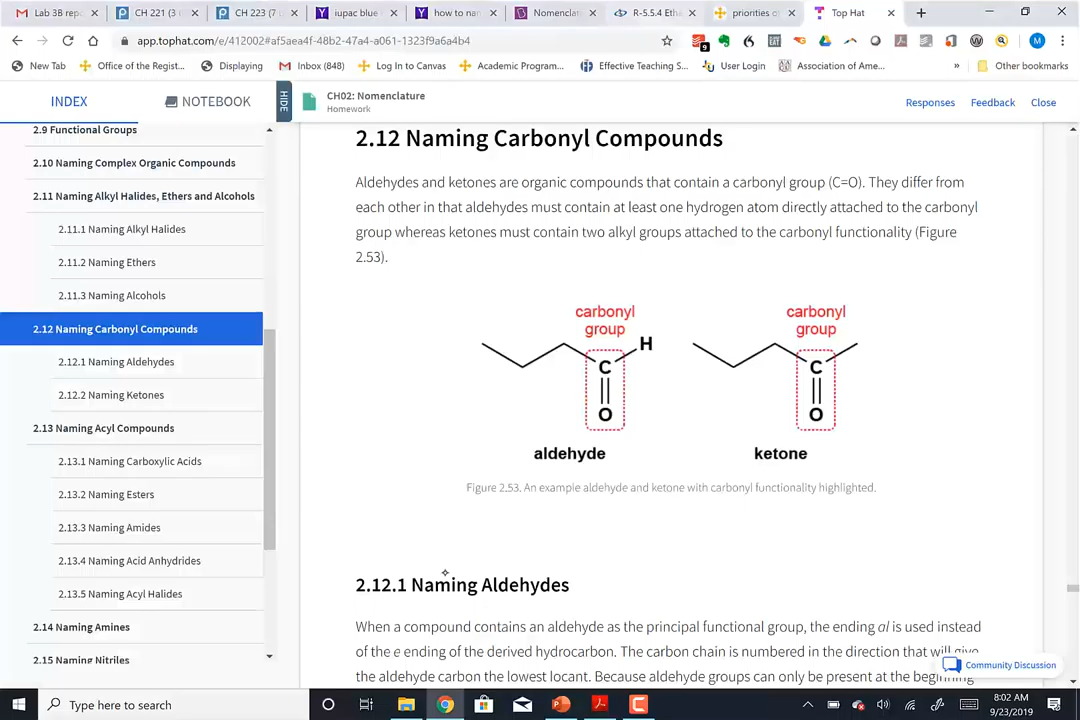 Lab 3B repo
CH 221 (3
CH 223 (7
iupac blue
how to nam
Nomenclat
R-5.5.4 Eth
priorities o
Top Hat
app.tophat.com/e/412002#af5aea4f-48b2-47a4-a061-1323f9a6a4b4
9
M
New Tab
Office of the Regist...
Displaying
Inbox (848)
Log In to Canvas
Academic Program...
Effective Teaching S...
User Login
Association of Ame...
»
Other bookmarks
INDEX
NOTEBOOK
HIDE
CH02: Nomenclature
Homework
Responses
Feedback
Close
2.9 Functional Groups
2.10 Naming Complex Organic Compounds
2.11 Naming Alkyl Halides, Ethers and Alcohols
2.11.1 Naming Alkyl Halides
2.11.2 Naming Ethers
2.11.3 Naming Alcohols
2.12 Naming Carbonyl Compounds
2.12.1 Naming Aldehydes
2.12.2 Naming Ketones
2.13 Naming Acyl Compounds
2.13.1 Naming Carboxylic Acids
2.13.2 Naming Esters
2.13.3 Naming Amides
2.13.4 Naming Acid Anhydrides
2.13.5 Naming Acyl Halides
2.14 Naming Amines
2.15 Naming Nitriles
2.12 Naming Carbonyl Compounds
Aldehydes and ketones are organic compounds that contain a carbonyl group (C=O). They differ from
each other in that aldehydes must contain at least one hydrogen atom directly attached to the carbonyl
group whereas ketones must contain two alkyl groups attached to the carbonyl functionality (Figure
2.53).
carbonyl
group
H
C
O
aldehyde
carbonyl
group
C
O
ketone
Figure 2.53. An example aldehyde and ketone with carbonyl functionality highlighted.
2.12.1 Naming Aldehydes
When a compound contains an aldehyde as the principal functional group, the ending al is used instead
of the e ending of the derived hydrocarbon. The carbon chain is numbered in the direction that will give
the aldehyde carbon the lowest locant. Because aldehyde groups can only be present at the beginning
Community Discussion
Type here to search
8:02 AM
9/23/2019